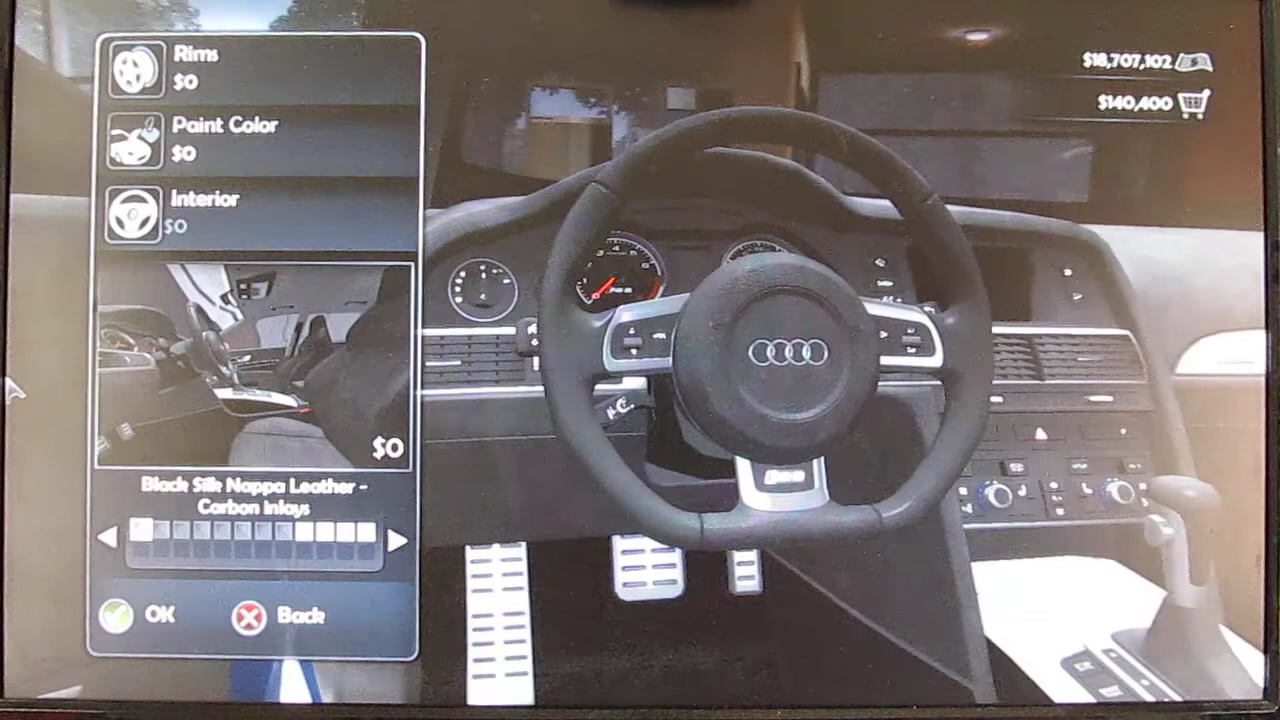 Rims
$0
Paint Color
$0
Interior
$0
$0
Black Silk Nappa Leather -
Carbon Inlays
OK
Back
$18,707,102
$140,400